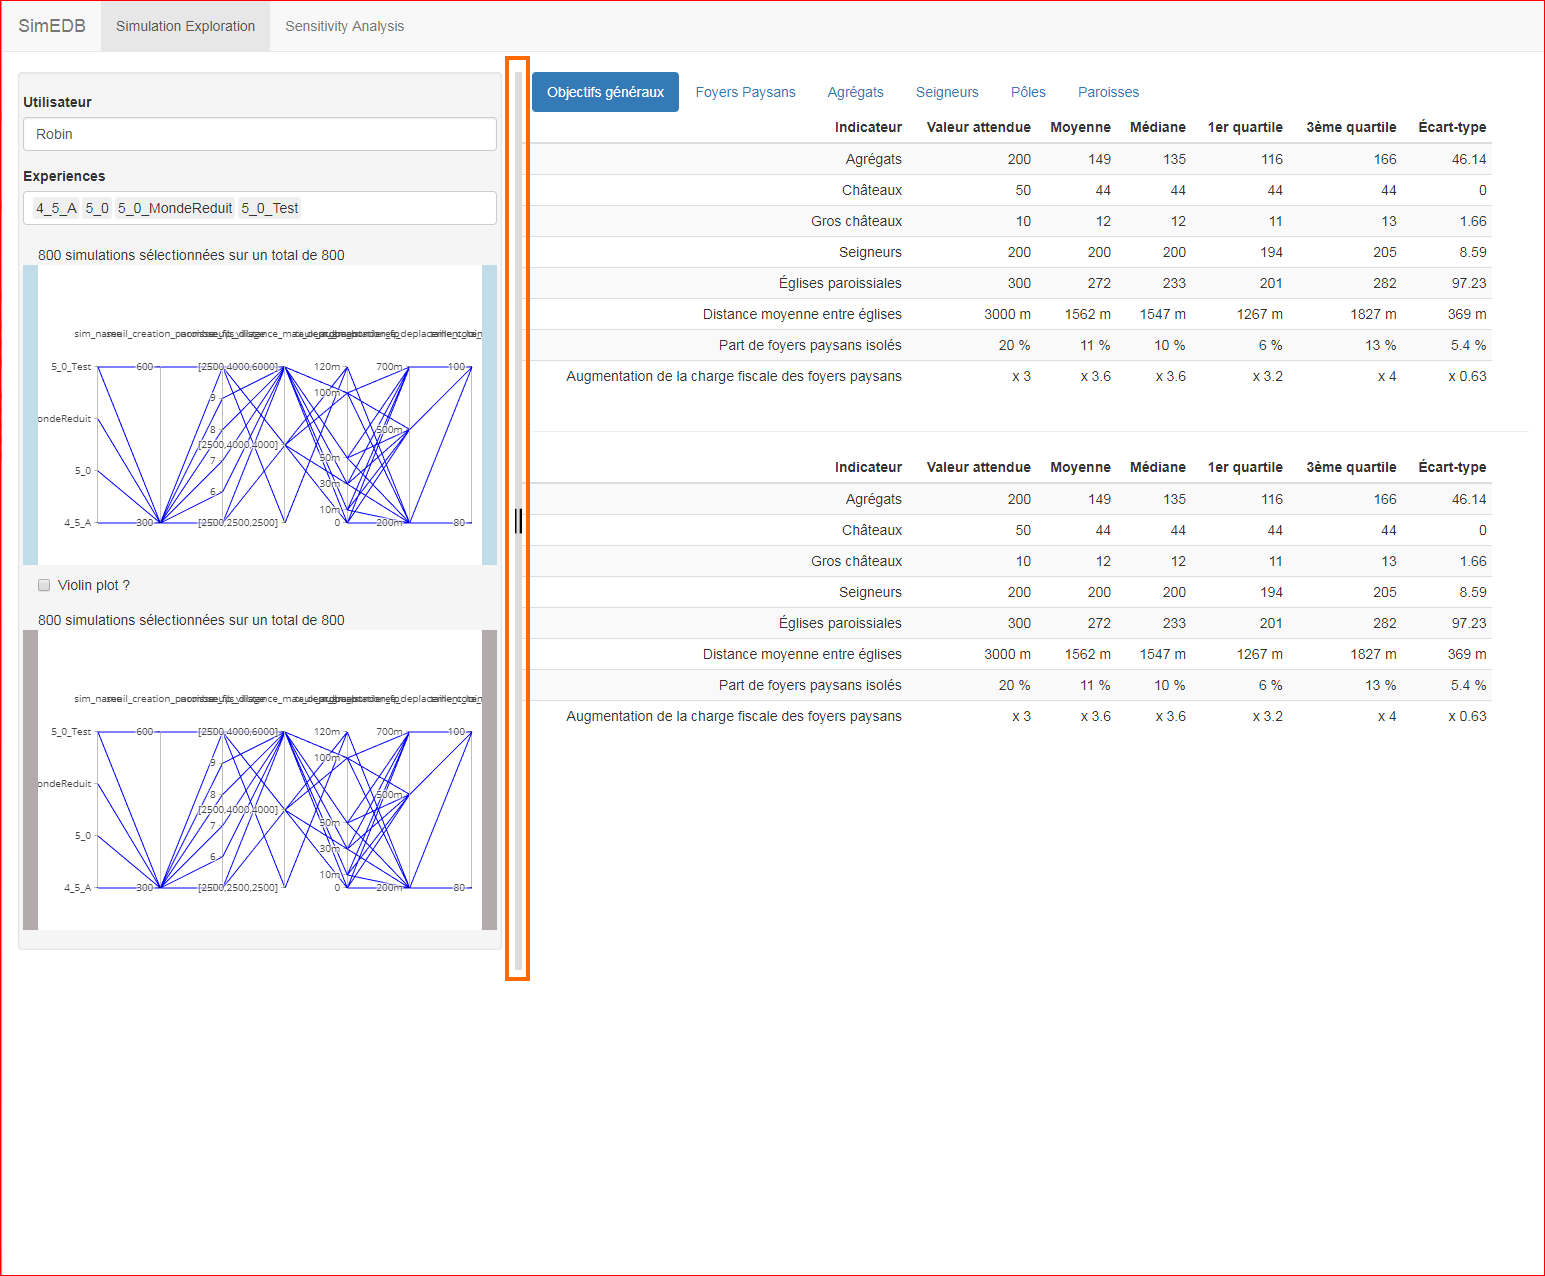 SimEDB Simulation Exploration Sensitivity Analysis
Utilisateur
Robin
Experiences
4_5_A 5_0 5_0_MondeReduit 5_0_Test
800 simulations sélectionnées sur un total de 800
sim_name
5_0_Test 600 [2500,4000,6000] 120m 700m 100
9 100m
ondeReduit
8 500m
[2500,4000,4000]
7 50m
5_0
30m
6
10m
4_5_A 300 [2500,2500,2500] 0 200m 80
Violin plot ?
800 simulations sélectionnées sur un total de 800
sim_name
5_0_Test 600 [2500,4000,6000] 120m 700m 100
9 100m
ondeReduit
8 500m
[2500,4000,4000]
7 50m
5_0
30m
6
10m
4_5_A 300 [2500,2500,2500] 0 200m 80
Objectifs généraux Foyers Paysans Agrégats Seigneurs Pôles Paroisses
Indicateur Valeur attendue Moyenne Médiane 1er quartile 3ème quartile Écart-type
Agrégats 200 149 135 116 166 46.14
Châteaux 50 44 44 44 44 0
Gros châteaux 10 12 12 11 13 1.66
Seigneurs 200 200 200 194 205 8.59
Églises paroissiales 300 272 233 201 282 97.23
Distance moyenne entre églises 3000 m 1562 m 1547 m 1267 m 1827 m 369 m
Part de foyers paysans isolés 20 % 11 % 10 % 6 % 13 % 5.4 %
Augmentation de la charge fiscale des foyers paysans x 3 x 3.6 x 3.6 x 3.2 x 4 x 0.63
Indicateur Valeur attendue Moyenne Médiane 1er quartile 3ème quartile Écart-type
Agrégats 200 149 135 116 166 46.14
Châteaux 50 44 44 44 44 0
Gros châteaux 10 12 12 11 13 1.66
Seigneurs 200 200 200 194 205 8.59
Églises paroissiales 300 272 233 201 282 97.23
Distance moyenne entre églises 3000 m 1562 m 1547 m 1267 m 1827 m 369 m
Part de foyers paysans isolés 20 % 11 % 10 % 6 % 13 % 5.4 %
Augmentation de la charge fiscale des foyers paysans x 3 x 3.6 x 3.6 x 3.2 x 4 x 0.63